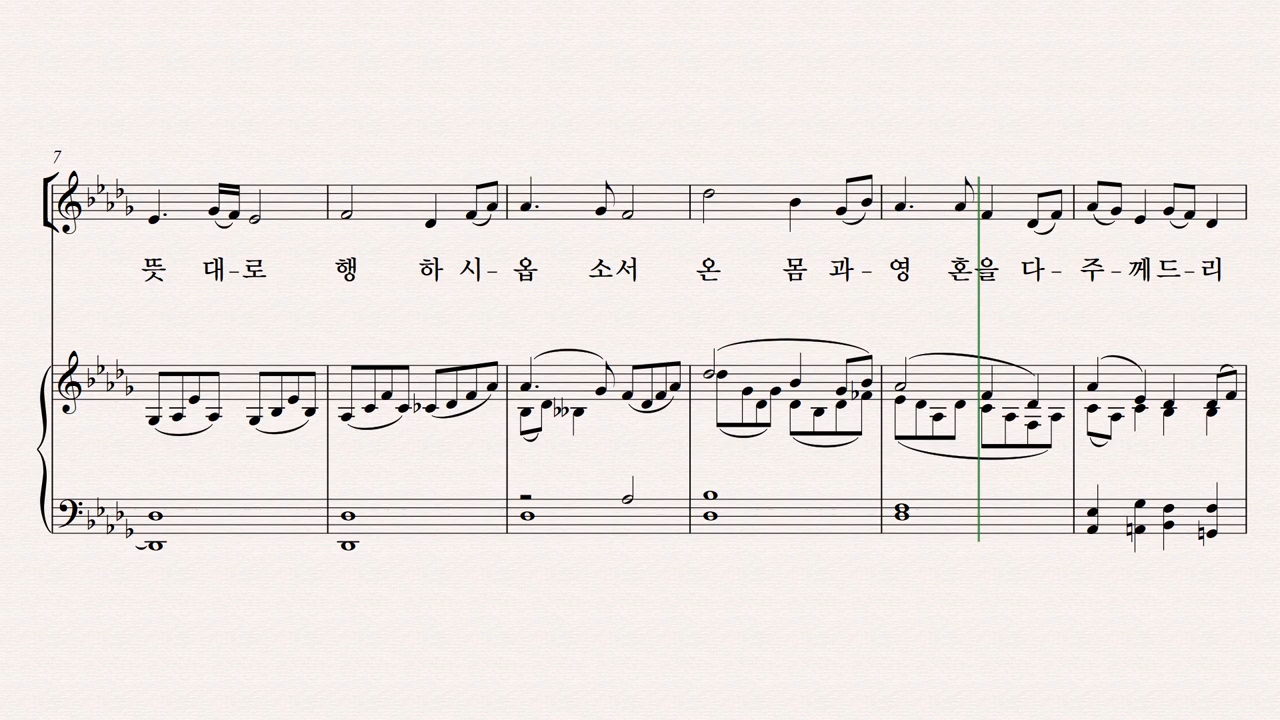 7
뜻 대-로 행 하 시- 옵 소서 온 몸 과- 영 혼을 다- 주-께드-리